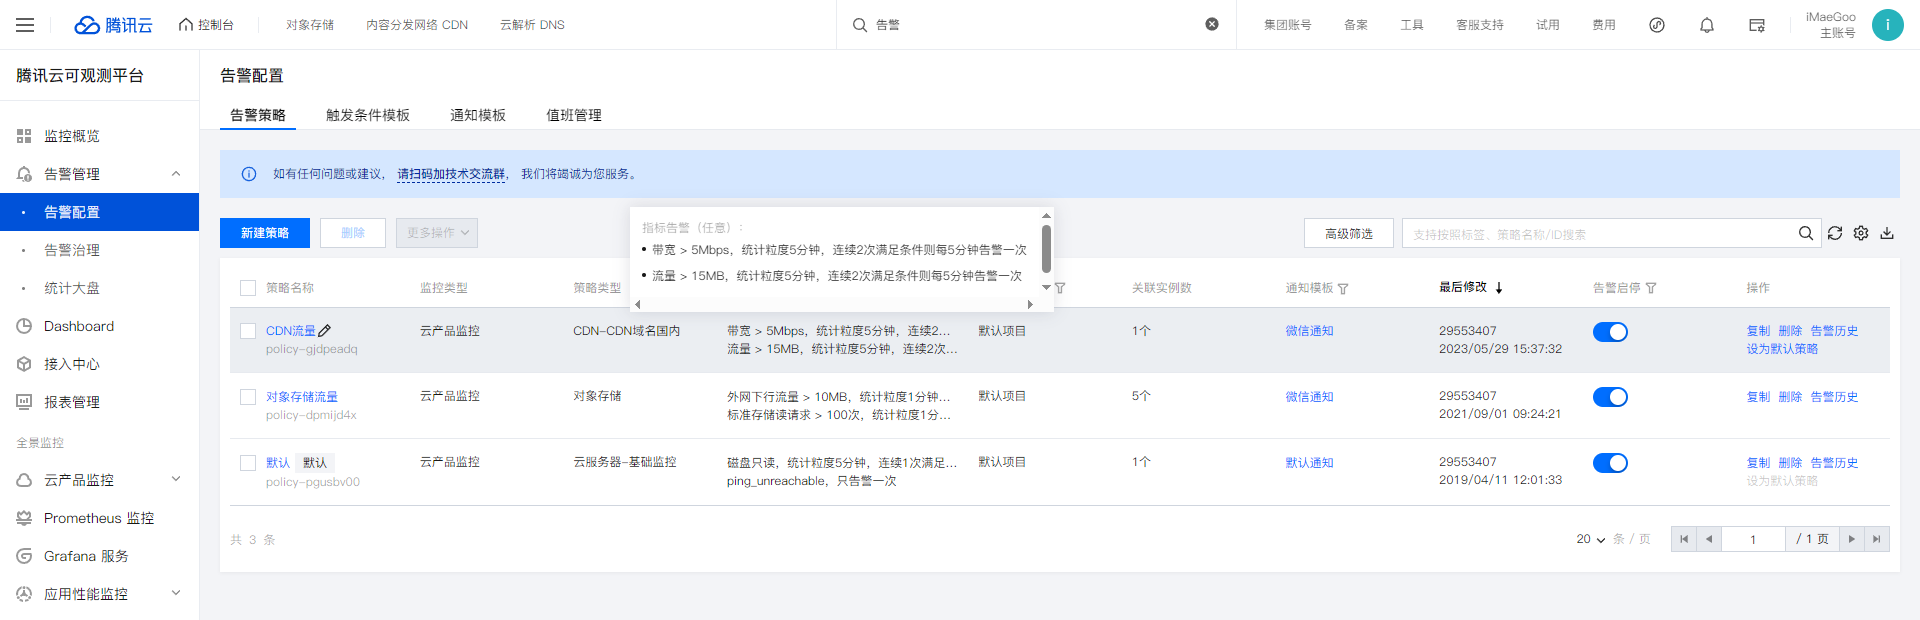 腾讯云 控制台 对象存储 内容分发网络 CDN 云解析 DNS 告警 集团账号 备案 工具 客服支持 试用 费用 iMaeGoo 主账号 i
腾讯云可观测平台
监控概览
告警管理
告警配置
告警治理
统计大盘
Dashboard
接入中心
报表管理
全景监控
云产品监控
Prometheus 监控
Grafana 服务
应用性能监控
告警配置
告警策略 触发条件模板 通知模板 值班管理
如有任何问题或建议，请扫码加技术交流群，我们将竭诚为您服务。
新建策略 删除 更多操作 高级筛选 支持按照标签、策略名称/ID搜索
指标告警（任意）：
• 带宽 > 5Mbps，统计粒度5分钟，连续2次满足条件则每5分钟告警一次
• 流量 > 15MB，统计粒度5分钟，连续2次满足条件则每5分钟告警一次
策略名称 监控类型 策略类型 关联实例数 通知模板 最后修改 告警启停 操作
CDN流量 云产品监控 CDN-CDN域名国内 带宽 > 5Mbps，统计粒度5分钟，连续2... 默认项目 1个 微信通知 29553407 复制 删除 告警历史
policy-gjdpeadq 流量 > 15MB，统计粒度5分钟，连续2次... 2023/05/29 15:37:32 设为默认策略
对象存储流量 云产品监控 对象存储 外网下行流量 > 10MB，统计粒度1分钟... 默认项目 5个 微信通知 29553407 复制 删除 告警历史
policy-dpmijd4x 标准存储读请求 > 100次，统计粒度1分... 2021/09/01 09:24:21
默认 默认 云产品监控 云服务器-基础监控 磁盘只读，统计粒度5分钟，连续1次满足... 默认项目 1个 默认通知 29553407 复制 删除 告警历史
policy-pgusbv00 ping_unreachable，只告警一次 2019/04/11 12:01:33 设为默认策略
共 3 条 20 条 / 页 1 / 1 页